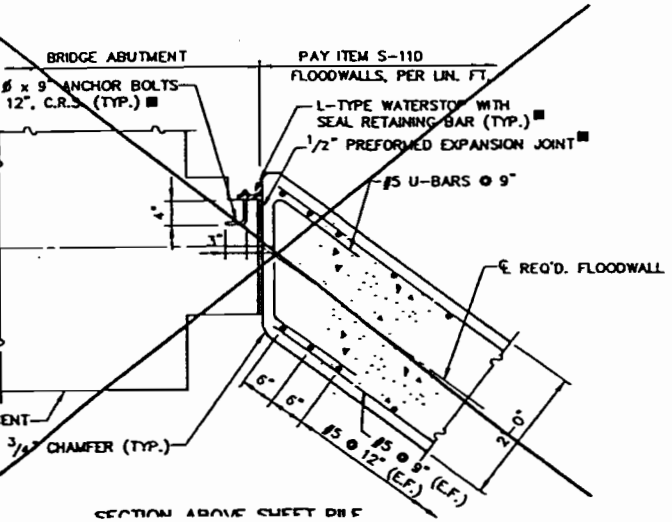 BRIDGE ABUTMENT
PAY ITEM S-11D
FLOODWALLS, PER LIN. FT.
Ø x 9" ANCHOR BOLTS
12", C.R.S. (TYP.) ■
L-TYPE WATERSTOP WITH
SEAL RETAINING BAR (TYP.) ■
1/2" PREFORMED EXPANSION JOINT ■
#5 U-BARS @ 9"
4"
3"
℄ REQ'D. FLOODWALL
6"
6"
2'-0"
3/4" CHAMFER (TYP.)
#5 @ 9" (E.F.)
#5 @ 12" (E.F.)
SECTION ABOVE SHEET PILE